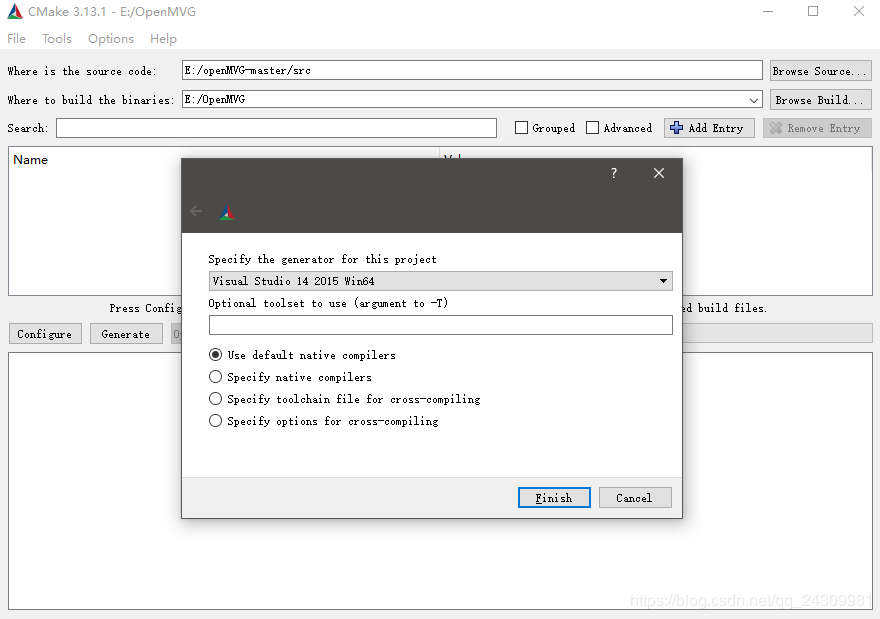 CMake 3.13.1 - E:/OpenMVG
File Tools Options Help
Where is the source code: E:/openMVG-master/src Browse Source...
Where to build the binaries: E:/OpenMVG Browse Build...
Search: Grouped Advanced Add Entry Remove Entry
Name
?
Specify the generator for this project
Visual Studio 14 2015 Win64
Optional toolset to use (argument to -T)
Press Config ed build files.
Configure Generate
Use default native compilers
Specify native compilers
Specify toolchain file for cross-compiling
Specify options for cross-compiling
Finish Cancel
https://blog.csdn.net/qq_24309981